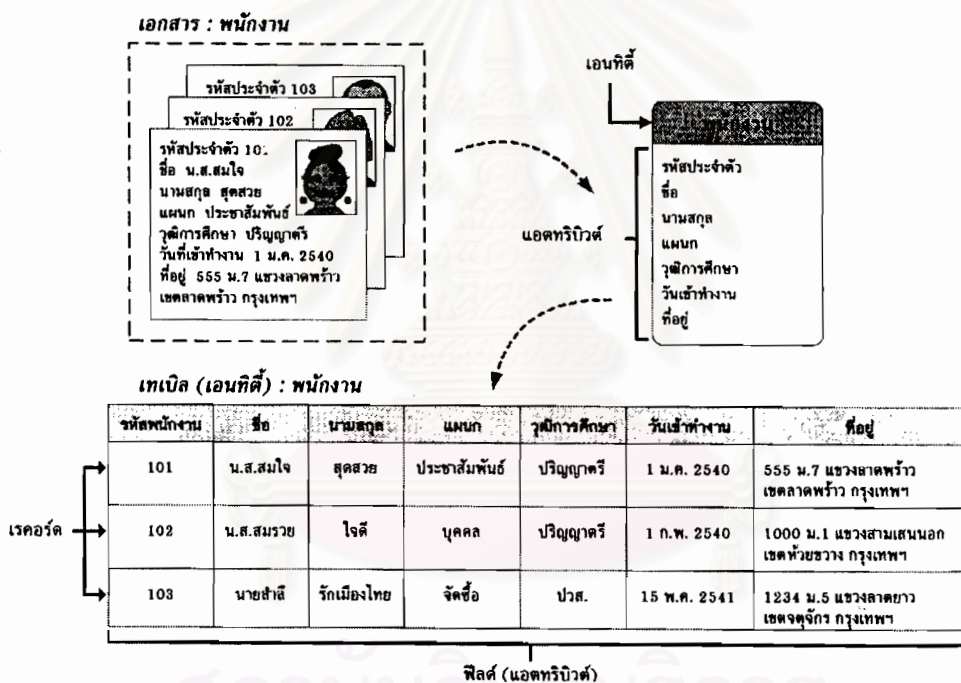 เอกสาร : พนักงาน
รหัสประจำตัว 103
รหัสประจำตัว 102
รหัสประจำตัว 101
ชื่อ น.ส.สมใจ
นามสกุล สุดสวย
แผนก ประชาสัมพันธ์
วุฒิการศึกษา ปริญญาตรี
วันที่เข้าทำงาน 1 ม.ค. 2540
ที่อยู่ 555 ม.7 แขวงลาดพร้าว
เขตลาดพร้าว กรุงเทพฯ
เอนทิตี้
พนักงาน
แอตทริบิวต์
รหัสประจำตัว
ชื่อ
นามสกุล
แผนก
วุฒิการศึกษา
วันเข้าทำงาน
ที่อยู่
เทเบิล (เอนทิตี้) : พนักงาน
รหัสพนักงาน ชื่อ นามสกุล แผนก วุฒิการศึกษา วันเข้าทำงาน ที่อยู่
101 น.ส.สมใจ สุดสวย ประชาสัมพันธ์ ปริญญาตรี 1 ม.ค. 2540 555 ม.7 แขวงลาดพร้าว
เขตลาดพร้าว กรุงเทพฯ
เรคอร์ด
102 น.ส.สมรวย ใจดี บุคคล ปริญญาตรี 1 ก.พ. 2540 1000 ม.1 แขวงสามเสนนอก
เขตห้วยขวาง กรุงเทพฯ
103 นายสำลี รักเมืองไทย จัดซื้อ ปวส. 15 พ.ค. 2541 1234 ม.5 แขวงลาดยาว
เขตจตุจักร กรุงเทพฯ
ฟิลด์ (แอตทริบิวต์)